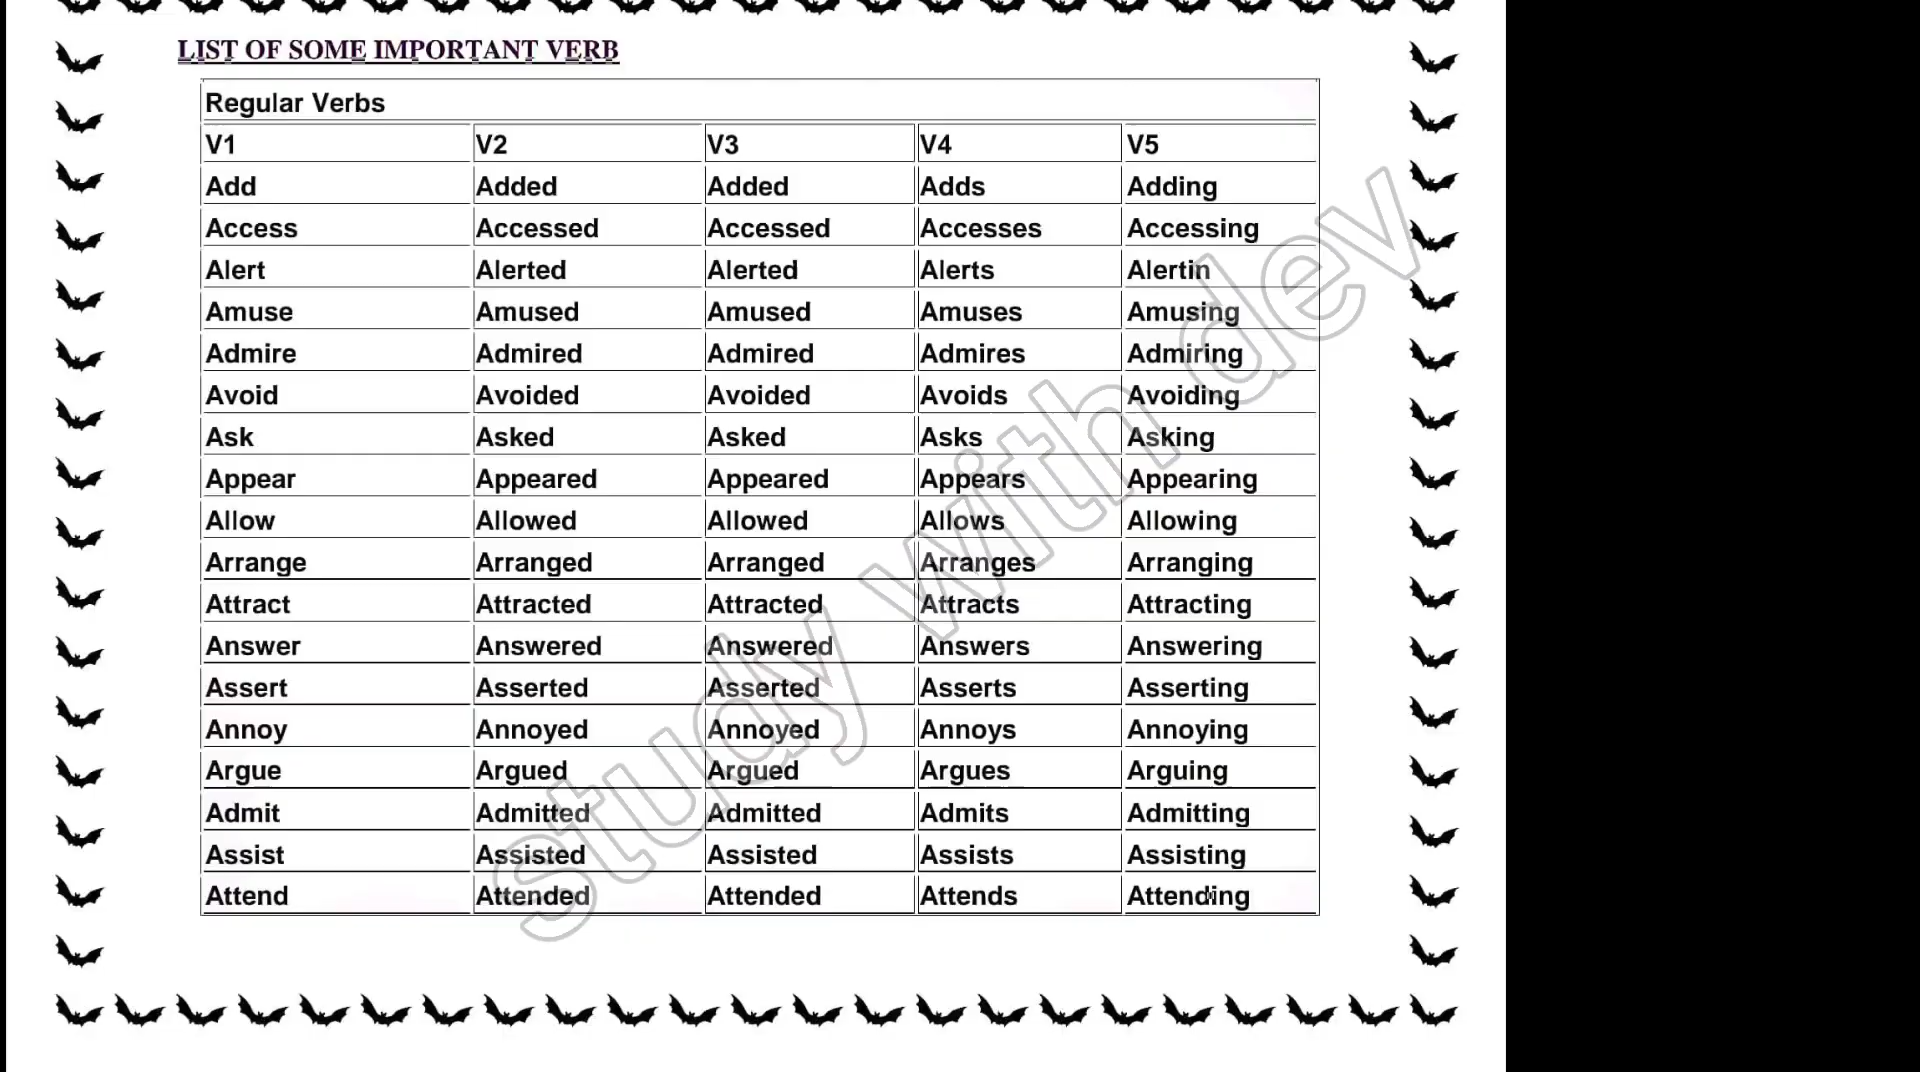 LIST OF SOME IMPORTANT VERB
Regular Verbs
V1 V2 V3 V4 V5
Add Added Added Adds Adding
Access Accessed Accessed Accesses Accessing
Alert Alerted Alerted Alerts Alertin
Amuse Amused Amused Amuses Amusing
Admire Admired Admired Admires Admiring
Avoid Avoided Avoided Avoids Avoiding
Ask Asked Asked Asks Asking
Appear Appeared Appeared Appears Appearing
Allow Allowed Allowed Allows Allowing
Arrange Arranged Arranged Arranges Arranging
Attract Attracted Attracted Attracts Attracting
Answer Answered Answered Answers Answering
Assert Asserted Asserted Asserts Asserting
Annoy Annoyed Annoyed Annoys Annoying
Argue Argued Argued Argues Arguing
Admit Admitted Admitted Admits Admitting
Assist Assisted Assisted Assists Assisting
Attend Attended Attended Attends Attending
study with dev